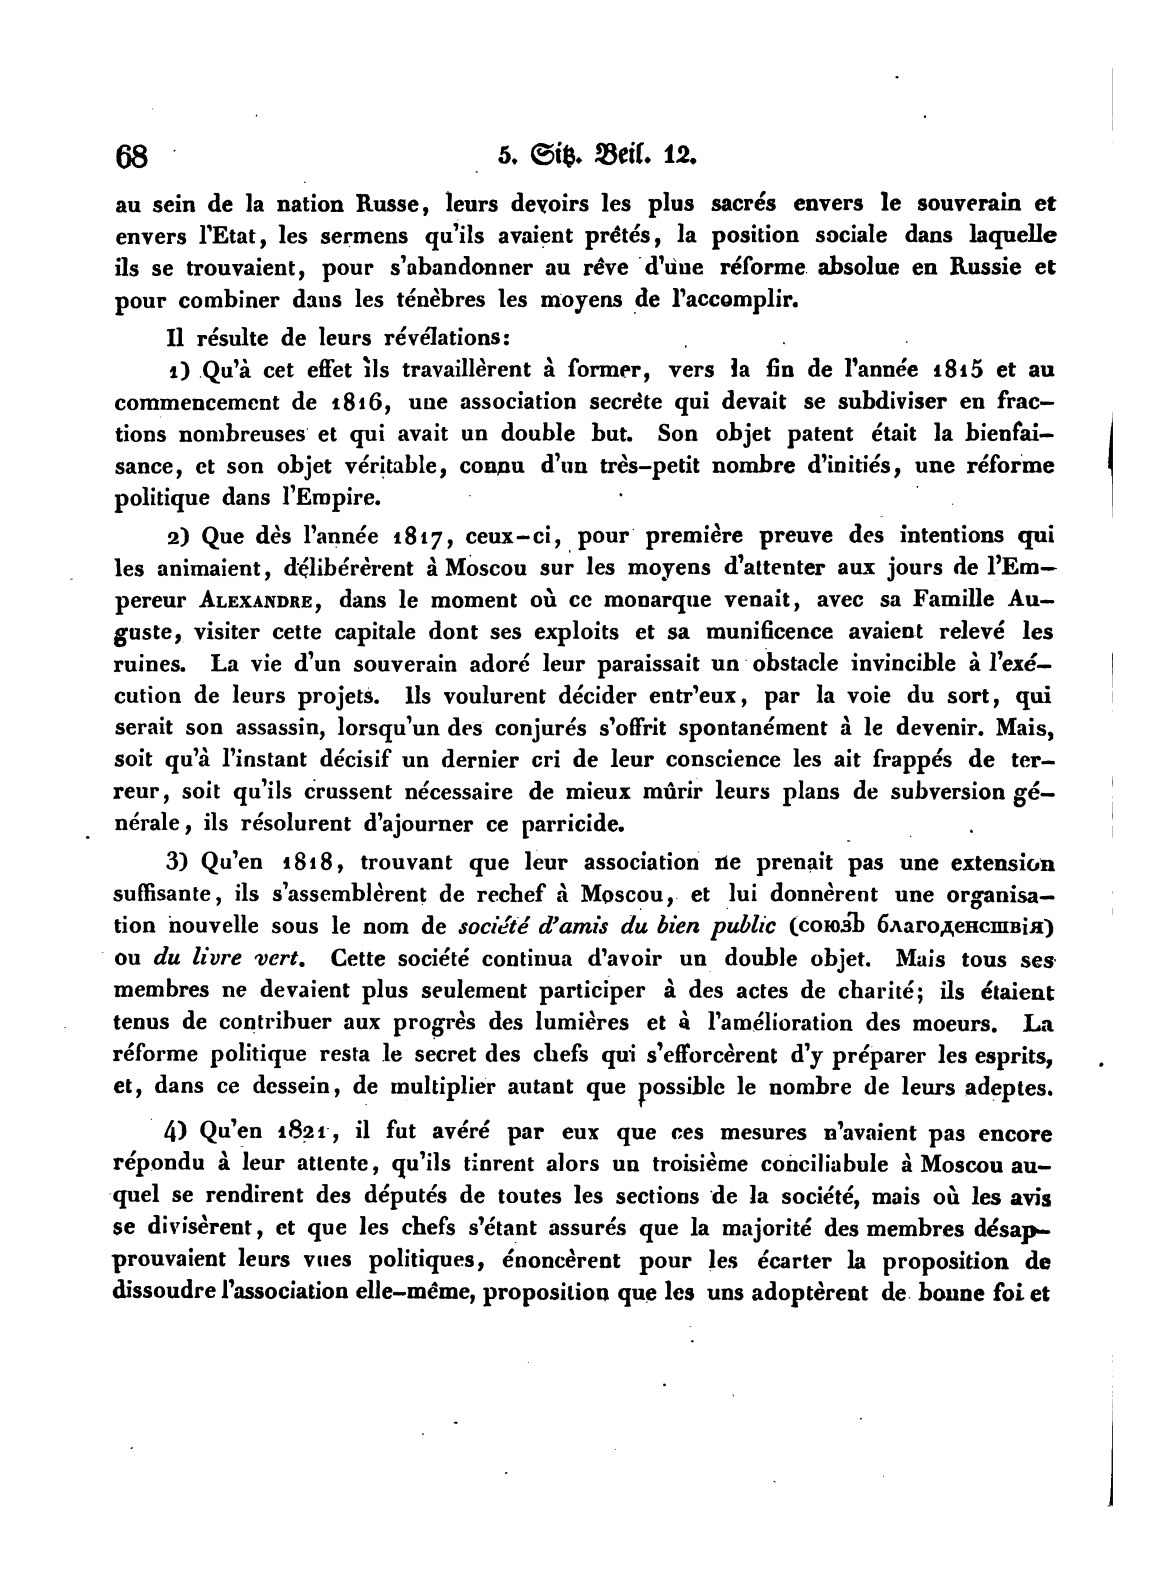 68 5. Sitz. Beil. 12.
au sein de la nation Russe, leurs devoirs les plus sacrés envers le souverain et
envers l'Etat, les sermens qu'ils avaient prêtés, la position sociale dans laquelle
ils se trouvaient, pour s'abandonner au rêve d'une réforme absolue en Russie et
pour combiner dans les ténèbres les moyens de l'accomplir.
Il résulte de leurs révélations:
1) Qu'à cet effet ils travaillèrent à former, vers la fin de l'année 1815 et au
commencement de 1816, une association secrète qui devait se subdiviser en frac-
tions nombreuses et qui avait un double but. Son objet patent était la bienfai-
sance, et son objet véritable, connu d'un très-petit nombre d'initiés, une réforme
politique dans l'Empire.
2) Que dès l'année 1817, ceux-ci, pour première preuve des intentions qui
les animaient, délibérèrent à Moscou sur les moyens d'attenter aux jours de l'Em-
pereur ALEXANDRE, dans le moment où ce monarque venait, avec sa Famille Au-
guste, visiter cette capitale dont ses exploits et sa munificence avaient relevé les
ruines. La vie d'un souverain adoré leur paraissait un obstacle invincible à l'exé-
cution de leurs projets. Ils voulurent décider entr'eux, par la voie du sort, qui
serait son assassin, lorsqu'un des conjurés s'offrit spontanément à le devenir. Mais,
soit qu'à l'instant décisif un dernier cri de leur conscience les ait frappés de ter-
reur, soit qu'ils crussent nécessaire de mieux mûrir leurs plans de subversion gé-
nérale, ils résolurent d'ajourner ce parricide.
3) Qu'en 1818, trouvant que leur association ne prenait pas une extension
suffisante, ils s'assemblèrent de rechef à Moscou, et lui donnèrent une organisa-
tion nouvelle sous le nom de société d'amis du bien public (союзъ благоденствія)
ou du livre vert. Cette société continua d'avoir un double objet. Mais tous ses
membres ne devaient plus seulement participer à des actes de charité; ils étaient
tenus de contribuer aux progrès des lumières et à l'amélioration des moeurs. La
réforme politique resta le secret des chefs qui s'efforcèrent d'y préparer les esprits,
et, dans ce dessein, de multiplier autant que possible le nombre de leurs adeptes.
4) Qu'en 1821, il fut avéré par eux que ces mesures n'avaient pas encore
répondu à leur attente, qu'ils tinrent alors un troisième conciliabule à Moscou au-
quel se rendirent des députés de toutes les sections de la société, mais où les avis
se divisèrent, et que les chefs s'étant assurés que la majorité des membres désap-
prouvaient leurs vues politiques, énoncèrent pour les écarter la proposition de
dissoudre l'association elle-même, proposition que les uns adoptèrent de bonne foi et